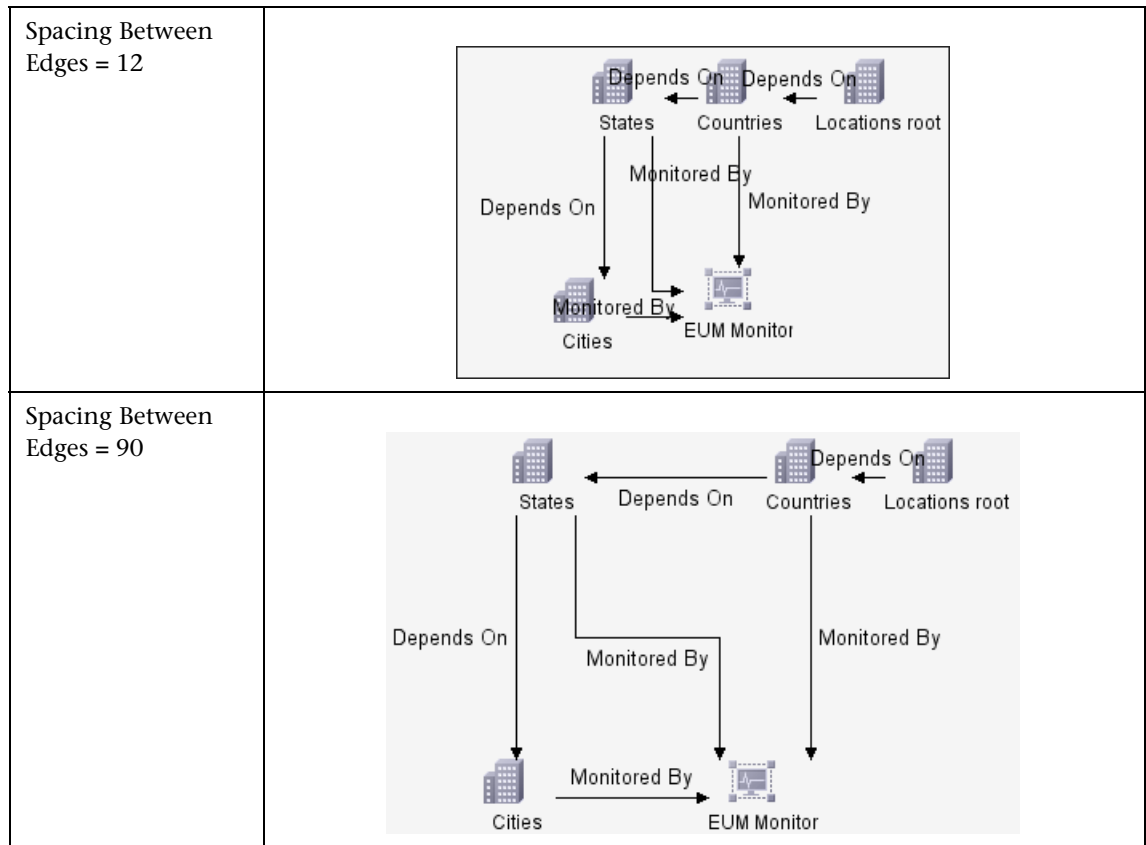 Spacing Between
Edges = 12
Depends On
Depends On
States
Countries
Locations root
Monitored By
Monitored By
Depends On
Monitored By
EUM Monitor
Cities
Spacing Between
Edges = 90
Depends On
States
Depends On
Countries
Locations root
Depends On
Monitored By
Monitored By
Monitored By
Cities
EUM Monitor